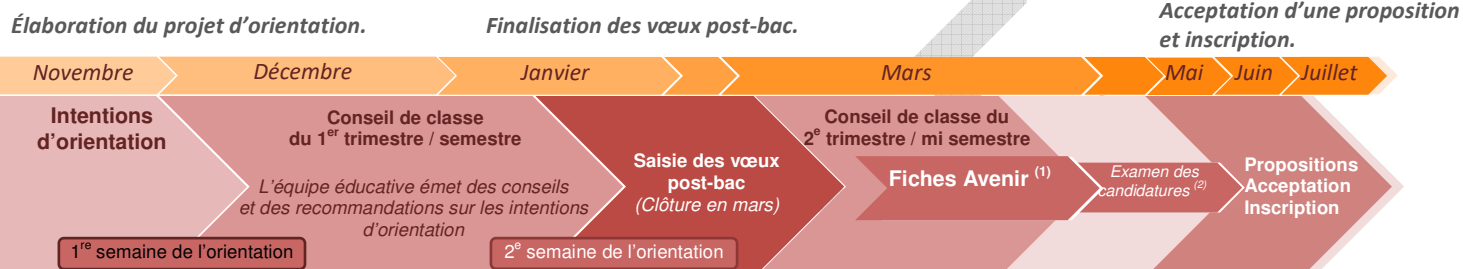 Élaboration du projet d’orientation.
Finalisation des vœux post-bac.
Acceptation d’une proposition
et inscription.
Novembre
Décembre
Janvier
Mars
Mai
Juin
Juillet
Intentions
d’orientation
Conseil de classe
du 1er trimestre / semestre
L’équipe éducative émet des conseils
et des recommandations sur les intentions
d’orientation
Saisie des vœux
post-bac
(Clôture en mars)
Conseil de classe du
2e trimestre / mi semestre
Fiches Avenir (1)
Examen des
candidatures (2)
Propositions
Acceptation
Inscription
1re semaine de l’orientation
2e semaine de l’orientation